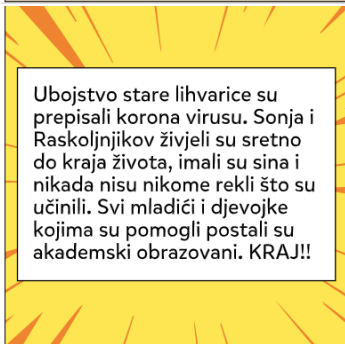 Ubojstvo stare lihvarice su
prepisali korona virusu. Sonja i
Raskoljnjikov živjeli su sretno
do kraja života, imali su sina i
nikada nisu nikome rekli što su
učinili. Svi mladići i djevojke
kojima su pomogli postali su
akademski obrazovani. KRAJ!!